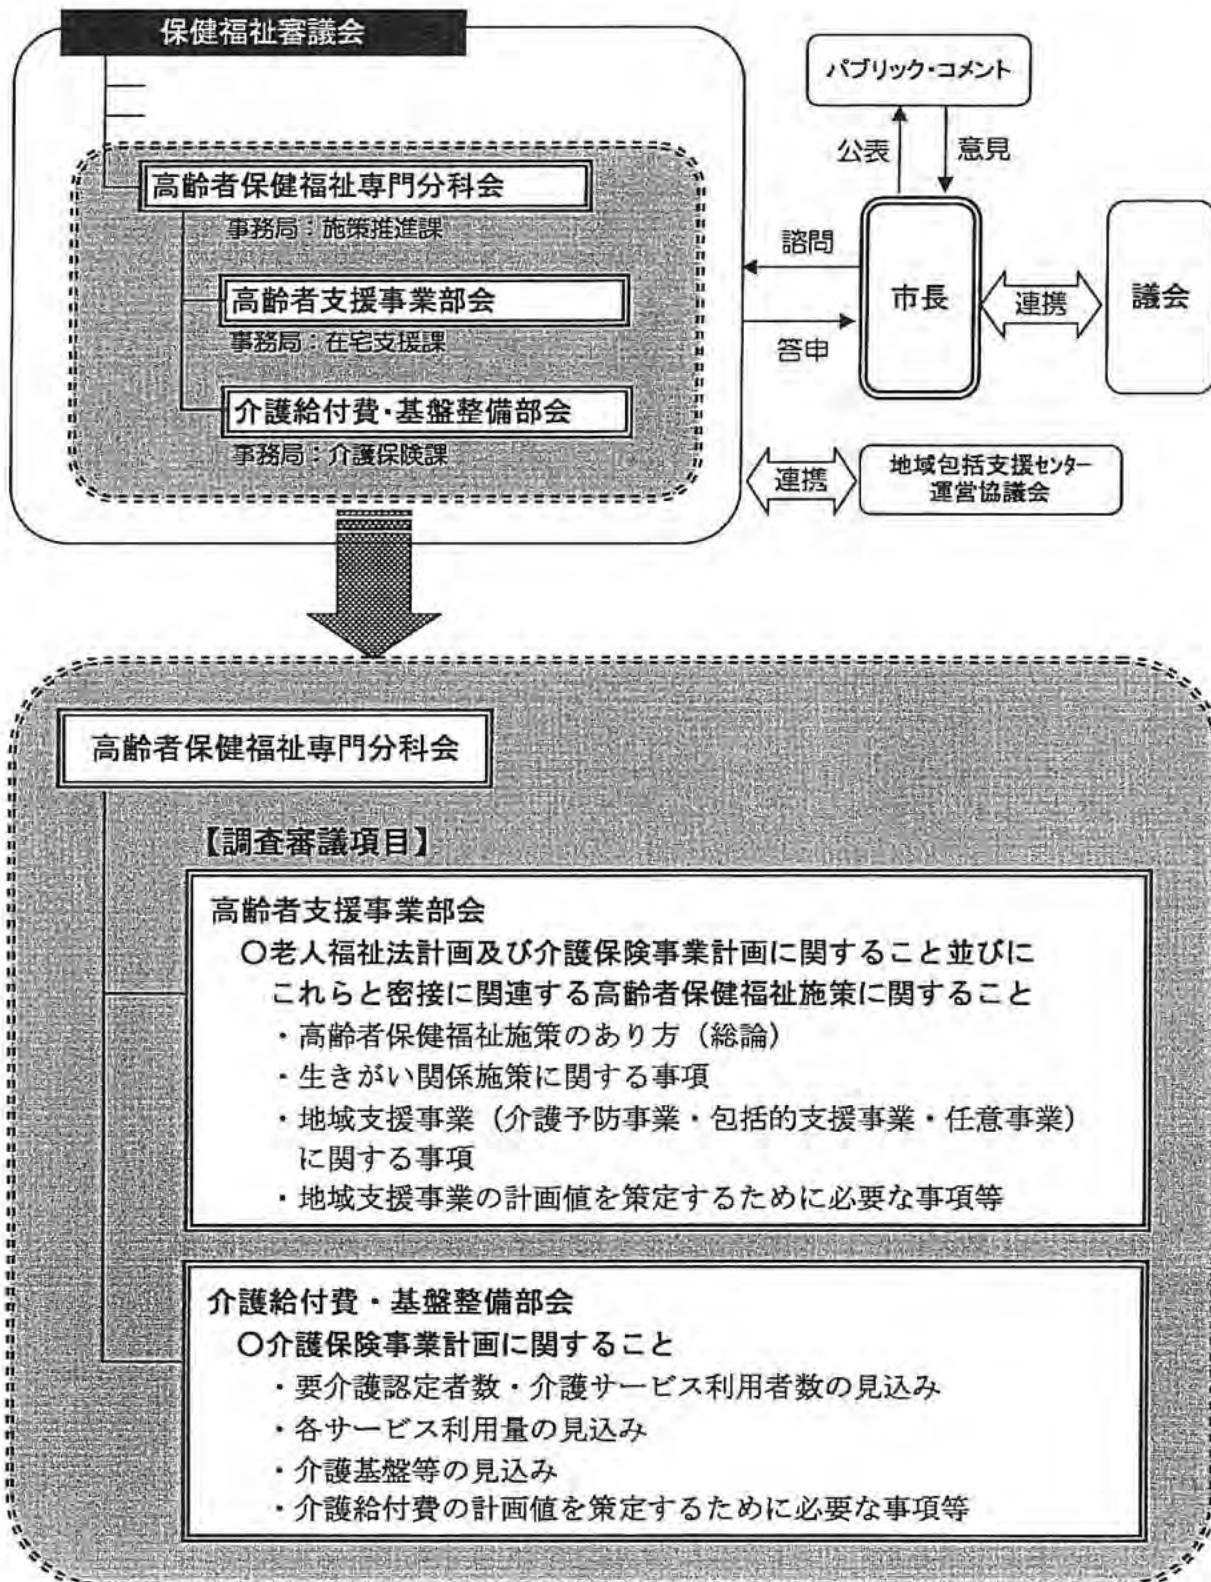 保健福祉審議会
高齢者保健福祉専門分科会
事務局：施策推進課
高齢者支援事業部会
事務局：在宅支援課
介護給付費・基盤整備部会
事務局：介護保険課
パブリック・コメント
公表
意見
諮問
答申
市長
連携
議会
連携
地域包括支援センター
運営協議会
高齢者保健福祉専門分科会
【調査審議項目】
高齢者支援事業部会
○老人福祉法計画及び介護保険事業計画に関すること並びに
これらと密接に関連する高齢者保健福祉施策に関すること
・高齢者保健福祉施策のあり方（総論）
・生きがい関係施策に関する事項
・地域支援事業（介護予防事業・包括的支援事業・任意事業）
に関する事項
・地域支援事業の計画値を策定するために必要な事項等
介護給付費・基盤整備部会
○介護保険事業計画に関すること
・要介護認定者数・介護サービス利用者数の見込み
・各サービス利用量の見込み
・介護基盤等の見込み
・介護給付費の計画値を策定するために必要な事項等